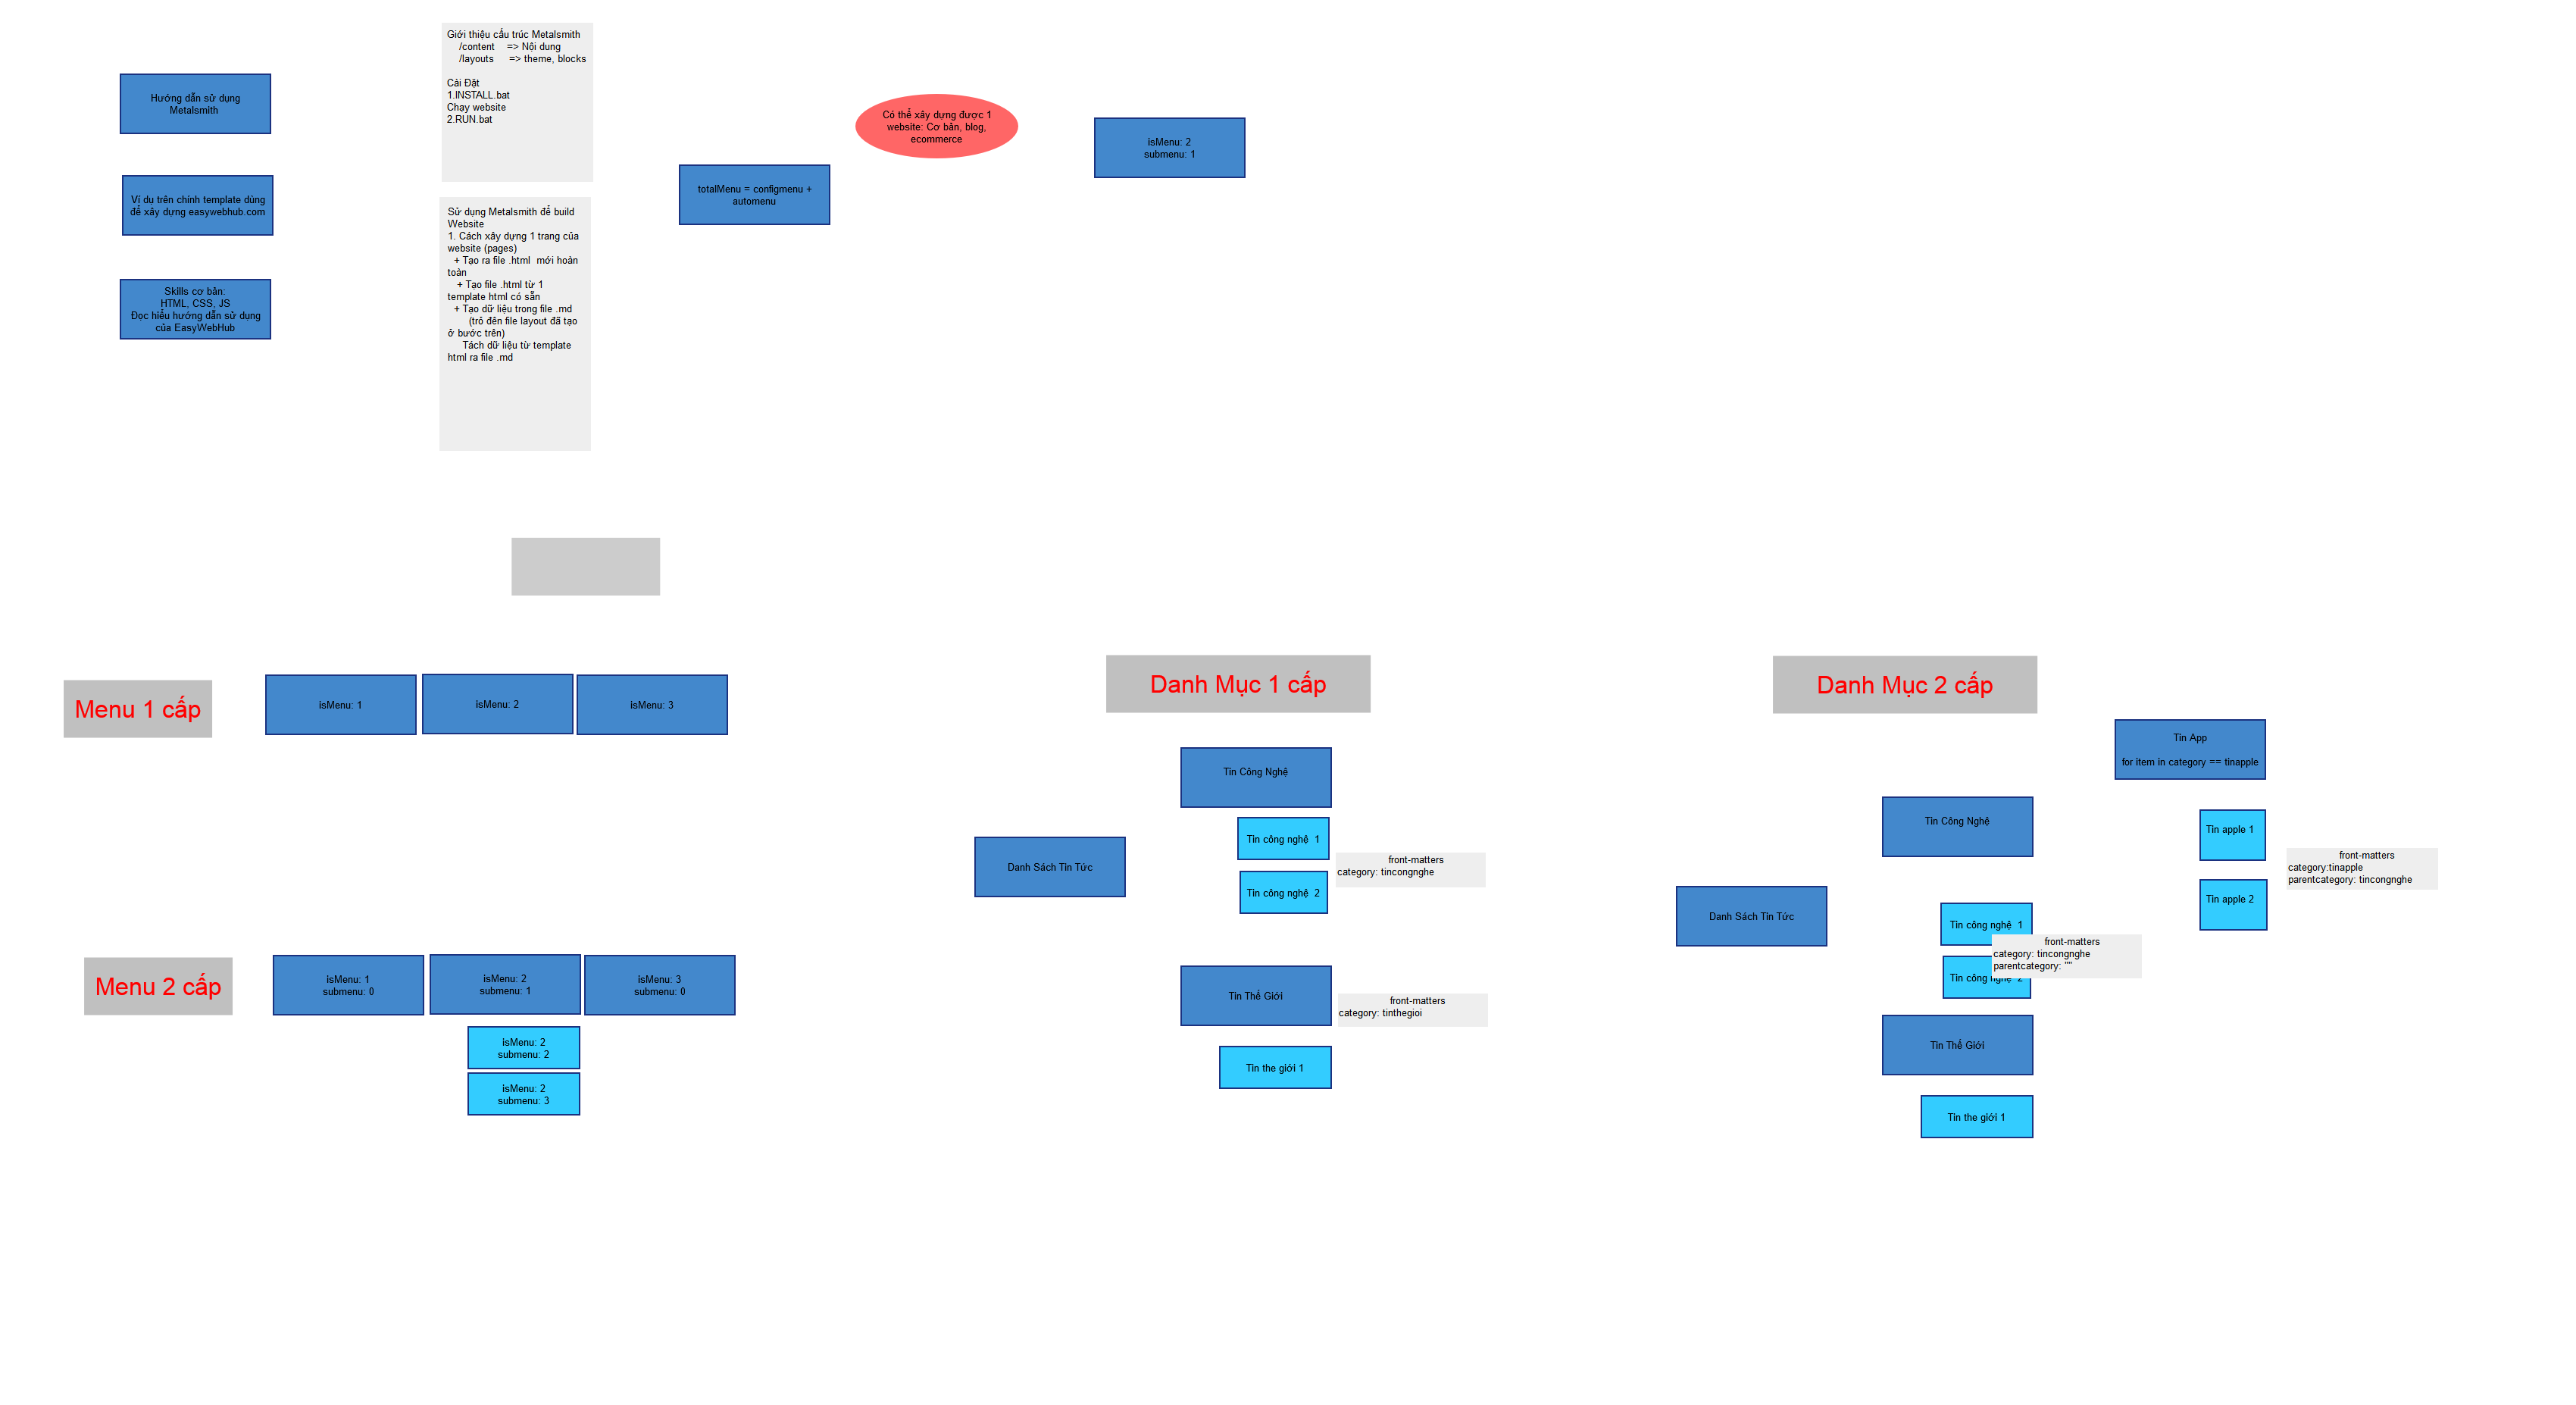 Hướng dẫn sử dụng
Metalsmith
Ví dụ trên chính template dùng
để xây dựng easywebhub.com
Skills cơ bản:
HTML, CSS, JS
Đọc hiểu hướng dẫn sử dụng
của EasyWebHub
Giới thiệu cấu trúc Metalsmith
/content => Nội dung
/layouts => theme, blocks
Cài Đặt
1.INSTALL.bat
Chạy website
2.RUN.bat
Sử dụng Metalsmith để build
Website
1. Cách xây dựng 1 trang của
website (pages)
+ Tạo ra file .html mới hoàn
toàn
+ Tạo file .html từ 1
template html có sẵn
+ Tạo dữ liệu trong file .md
(trỏ đến file layout đã tạo
ở bước trên)
Tách dữ liệu từ template
html ra file .md
totalMenu = configmenu +
automenu
Có thể xây dựng được 1
website: Cơ bản, blog,
ecommerce
isMenu: 2
submenu: 1
Menu 1 cấp
isMenu: 1
isMenu: 2
isMenu: 3
Menu 2 cấp
isMenu: 1
submenu: 0
isMenu: 2
submenu: 1
isMenu: 3
submenu: 0
isMenu: 2
submenu: 2
isMenu: 2
submenu: 3
Danh Mục 1 cấp
Tin Công Nghệ
Tin công nghệ 1
Tin công nghệ 2
front-matters
category: tincongnghe
Danh Sách Tin Tức
Tin Thế Giới
front-matters
category: tinthegioi
Tin the giới 1
Danh Mục 2 cấp
Tin App
for item in category == tinapple
Tin Công Nghệ
Tin apple 1
Tin apple 2
front-matters
category:tinapple
parentcategory: tincongnghe
Danh Sách Tin Tức
Tin công nghệ 1
front-matters
category: tincongnghe
parentcategory: ""
Tin công nghệ 2
Tin Thế Giới
Tin the giới 1